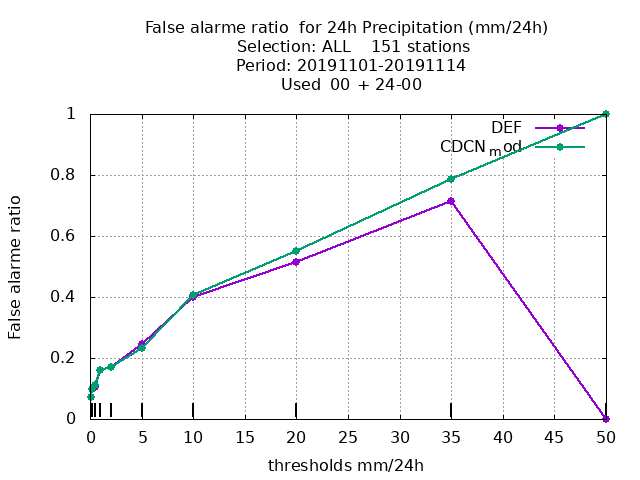 False alarme ratio  for 24h Precipitation (mm/24h)
Selection: ALL    151 stations
Period: 20191101-20191114
Used  00 + 24-00
DEF
CDCN_mod
False alarme ratio
1
0.8
0.6
0.4
0.2
0
0 5 10 15 20 25 30 35 40 45 50
thresholds mm/24h